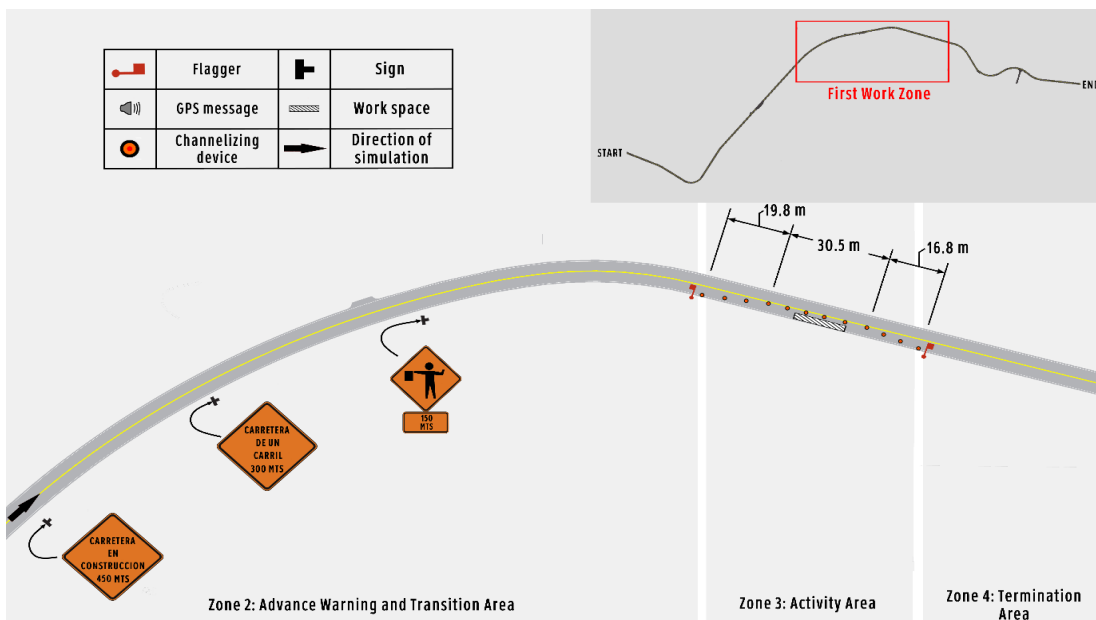 Flagger
Sign
GPS message
Work space
Channelizing
device
Direction of
simulation
START
END
First Work Zone
19.8 m
30.5 m
16.8 m
150
MTS
CARRETERA
DE UN
CARRIL
300 MTS
CARRETERA
EN
CONSTRUCCION
450 MTS
Zone 2: Advance Warning and Transition Area
Zone 3: Activity Area
Zone 4: Termination
Area